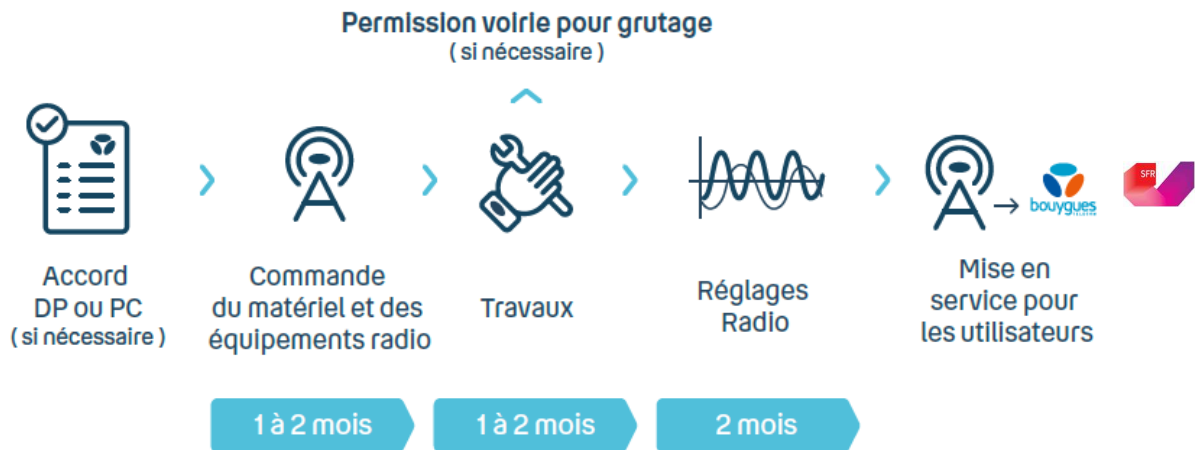 Permission voirie pour grutage
( si nécessaire )
Accord
DP ou PC
( si nécessaire )
Commande
du matériel et des
équipements radio
Travaux
Réglages
Radio
bouygues
TELECOM
SFR
Mise en
service pour
les utilisateurs
1 à 2 mois
1 à 2 mois
2 mois